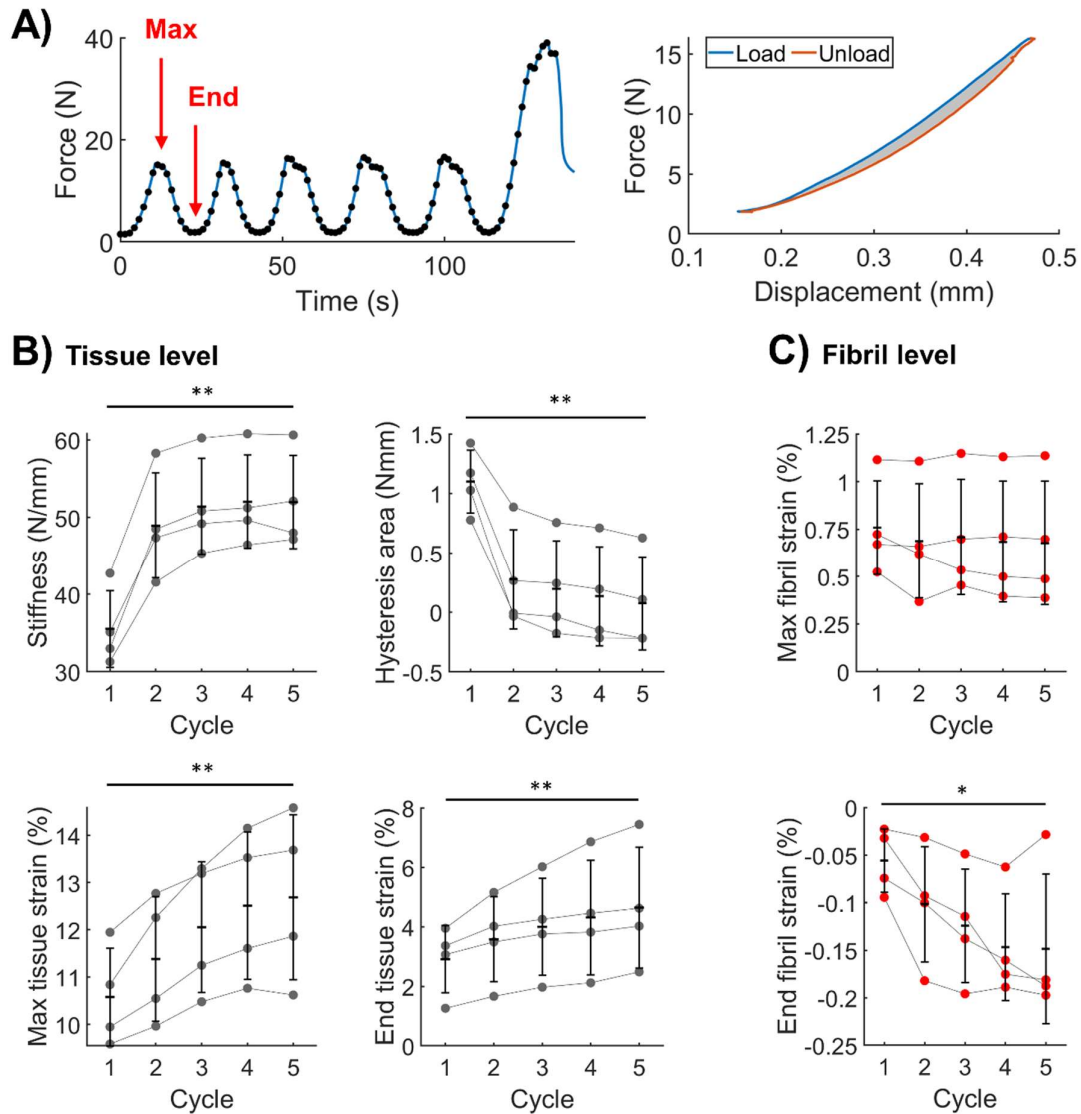 A)
Max
End
Force (N)
40
20
0
0 50 100
Time (s)
Load Unload
Force (N)
15
10
5
0
0.1 0.2 0.3 0.4 0.5
Displacement (mm)
B) Tissue level
**
Stiffness (N/mm)
60
50
40
30
1 2 3 4 5
Cycle
**
Hysteresis area (Nmm)
1.5
1
0.5
0
-0.5
1 2 3 4 5
Cycle
C) Fibril level
Max fibril strain (%)
1.25
1
0.75
0.5
0.25
0
1 2 3 4 5
Cycle
**
Max tissue strain (%)
14
13
12
11
10
1 2 3 4 5
Cycle
**
End tissue strain (%)
8
6
4
2
0
1 2 3 4 5
Cycle
*
End fibril strain (%)
0
-0.05
-0.1
-0.15
-0.2
-0.25
1 2 3 4 5
Cycle